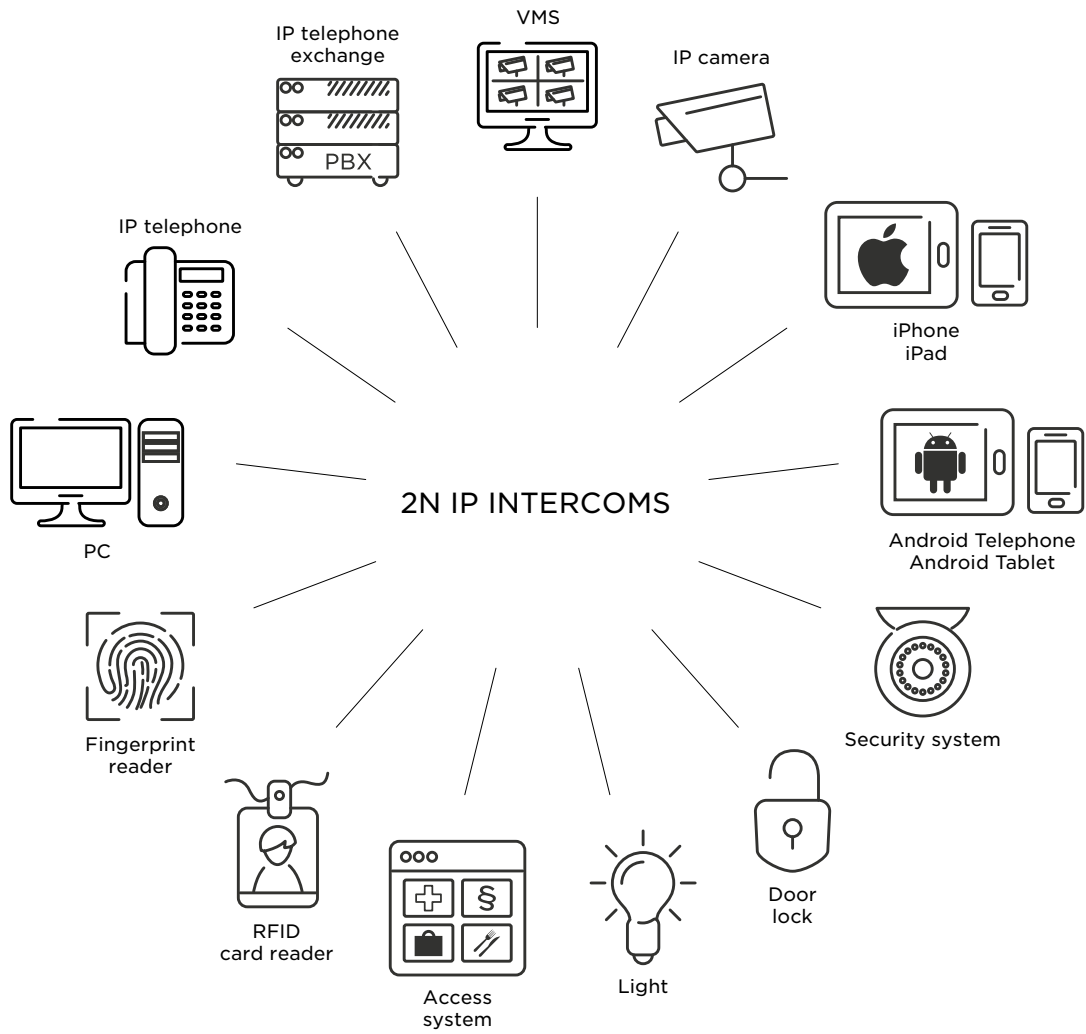 VMS
IP telephone
exchange
IP camera
PBX
IP telephone
iPhone
iPad
2N IP INTERCOMS
PC
Android Telephone
Android Tablet
Fingerprint
reader
Security system
§
Door
lock
RFID
card reader
Light
Access
system